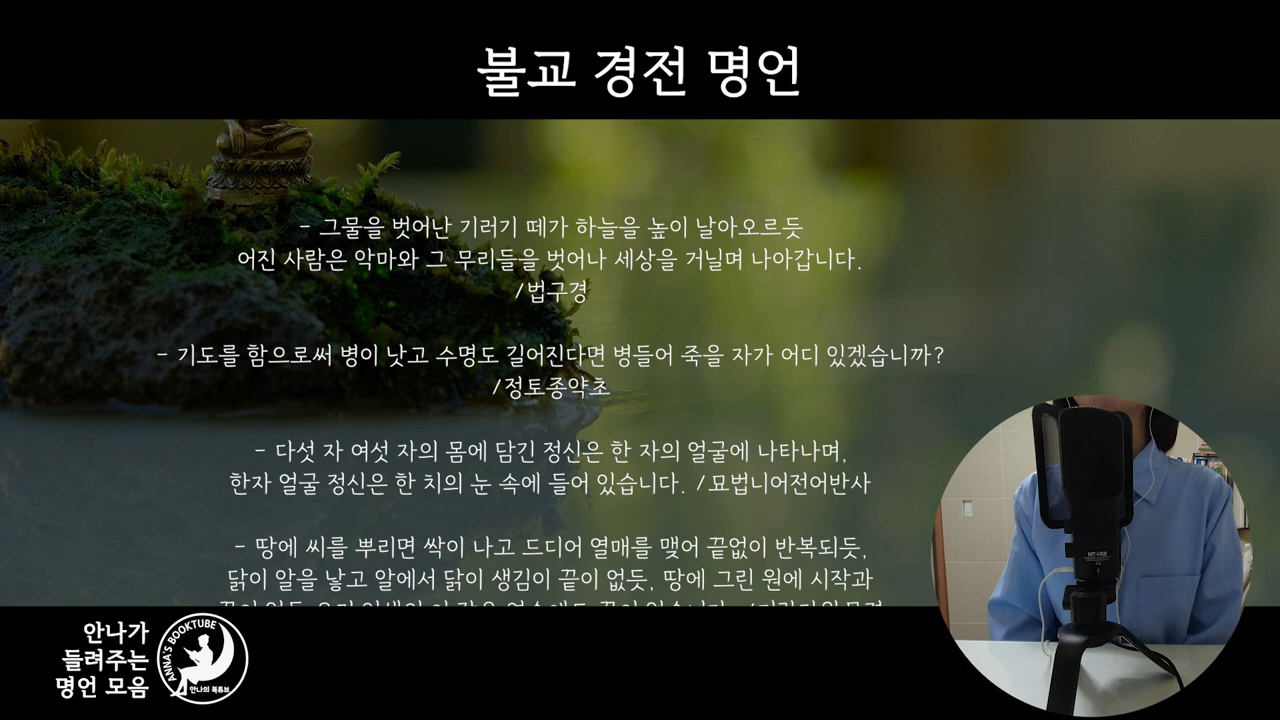 불교 경전 명언
- 그물을 벗어난 기러기 떼가 하늘을 높이 날아오르듯
어진 사람은 악마와 그 무리들을 벗어나 세상을 거닐며 나아갑니다.
/법구경
- 기도를 함으로써 병이 낫고 수명도 길어진다면 병들어 죽을 자가 어디 있겠습니까?
/정토종약초
- 다섯 자 여섯 자의 몸에 담긴 정신은 한 자의 얼굴에 나타나며,
한자 얼굴 정신은 한 치의 눈 속에 들어 있습니다. /묘법니어전어반사
- 땅에 씨를 뿌리면 싹이 나고 드디어 열매를 맺어 끝없이 반복되듯,
닭이 알을 낳고 알에서 닭이 생김이 끝이 없듯, 땅에 그린 원에 시작과
안나가
들려주는
명언 모음
ANNA'S BOOKTUBE
안나의 북튜브
NT-USB